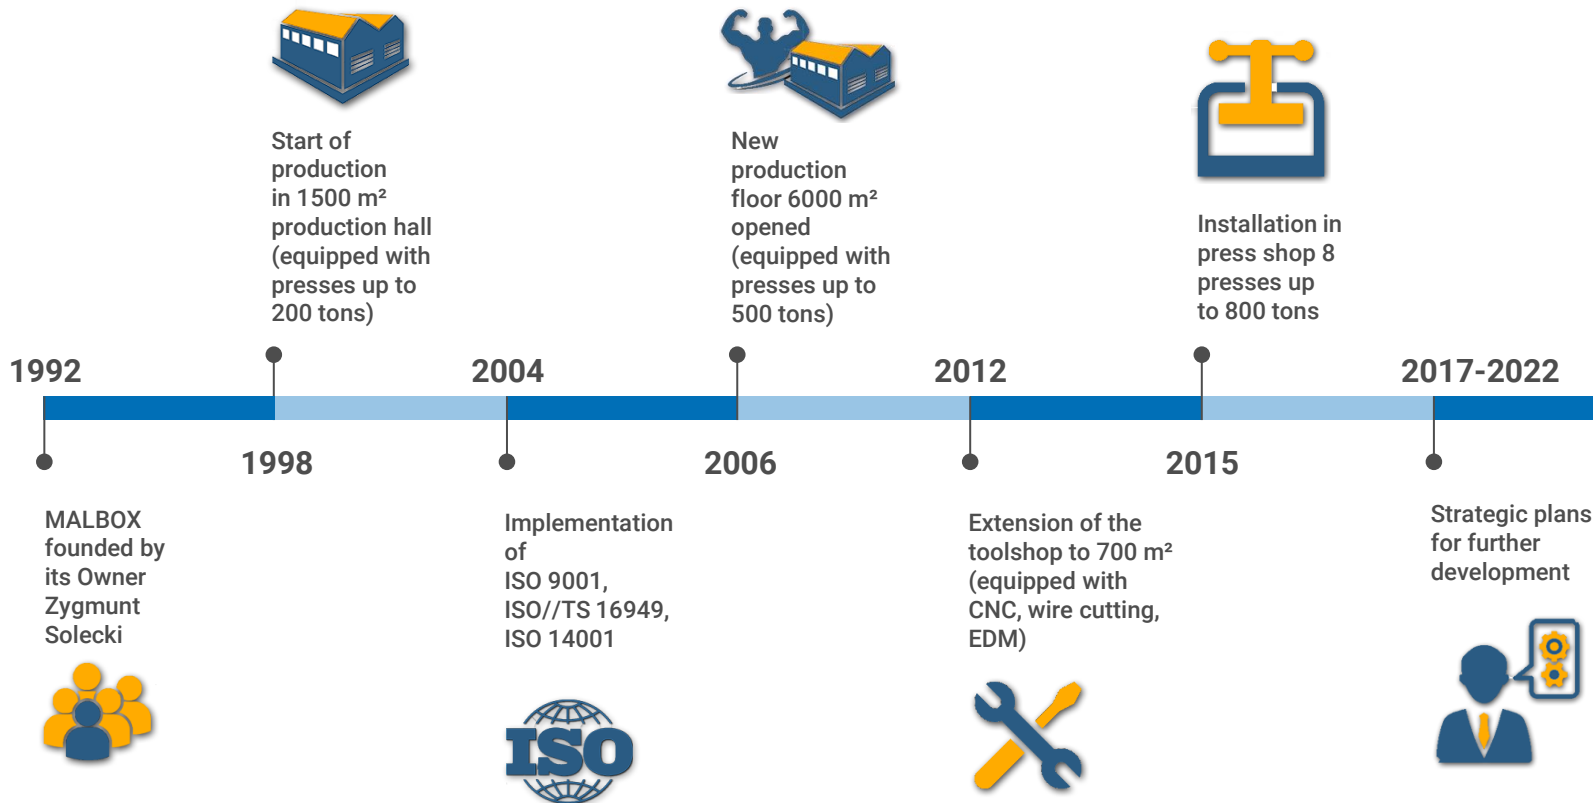 Start of
production
in 1500 m²
production hall
(equipped with
presses up to
200 tons)
New
production
floor 6000 m²
opened
(equipped with
presses up to
500 tons)
Installation in
press shop 8
presses up
to 800 tons
1992
2004
2012
2017-2022
1998
2006
2015
MALBOX
founded by
its Owner
Zygmunt
Solecki
Implementation
of
ISO 9001,
ISO//TS 16949,
ISO 14001
Extension of the
toolshop to 700 m²
(equipped with
CNC, wire cutting,
EDM)
Strategic plans
for further
development
ISO